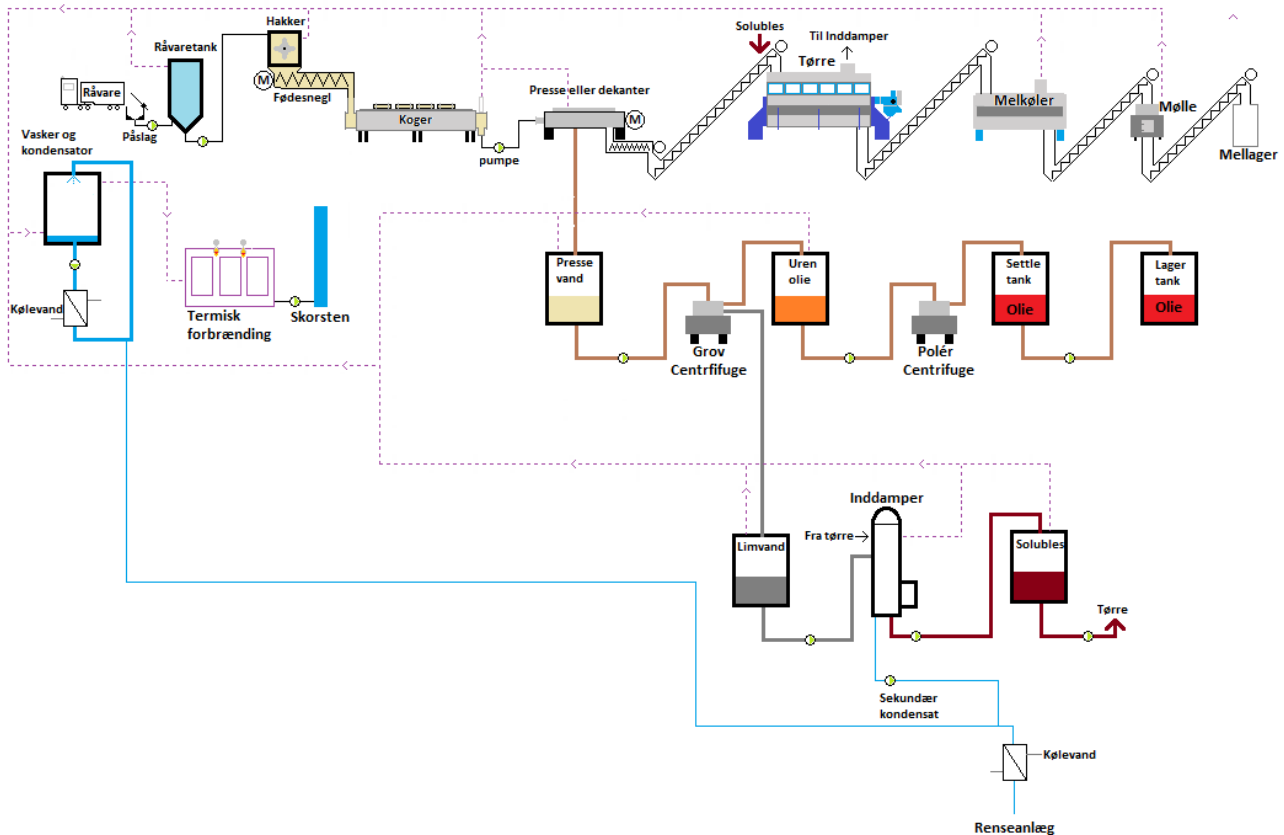 Hakker
Råvaretank
Råvare
Påslag
M
Fødesnegl
Koger
pumpe
Presse eller dekanter
M
Solubles
Til Inddamper
Tørre
Melkøler
Mølle
Mellager
Vasker og
kondensator
Kølevand
Termisk
forbrænding
Skorsten
Presse
vand
Grov
Centrfifuge
Uren
olie
Polér
Centrifuge
Settle
tank
Olie
Lager
tank
Olie
Limvand
Inddamper
Fra tørre
Solubles
Tørre
Sekundær
kondensat
Kølevand
Renseanlæg